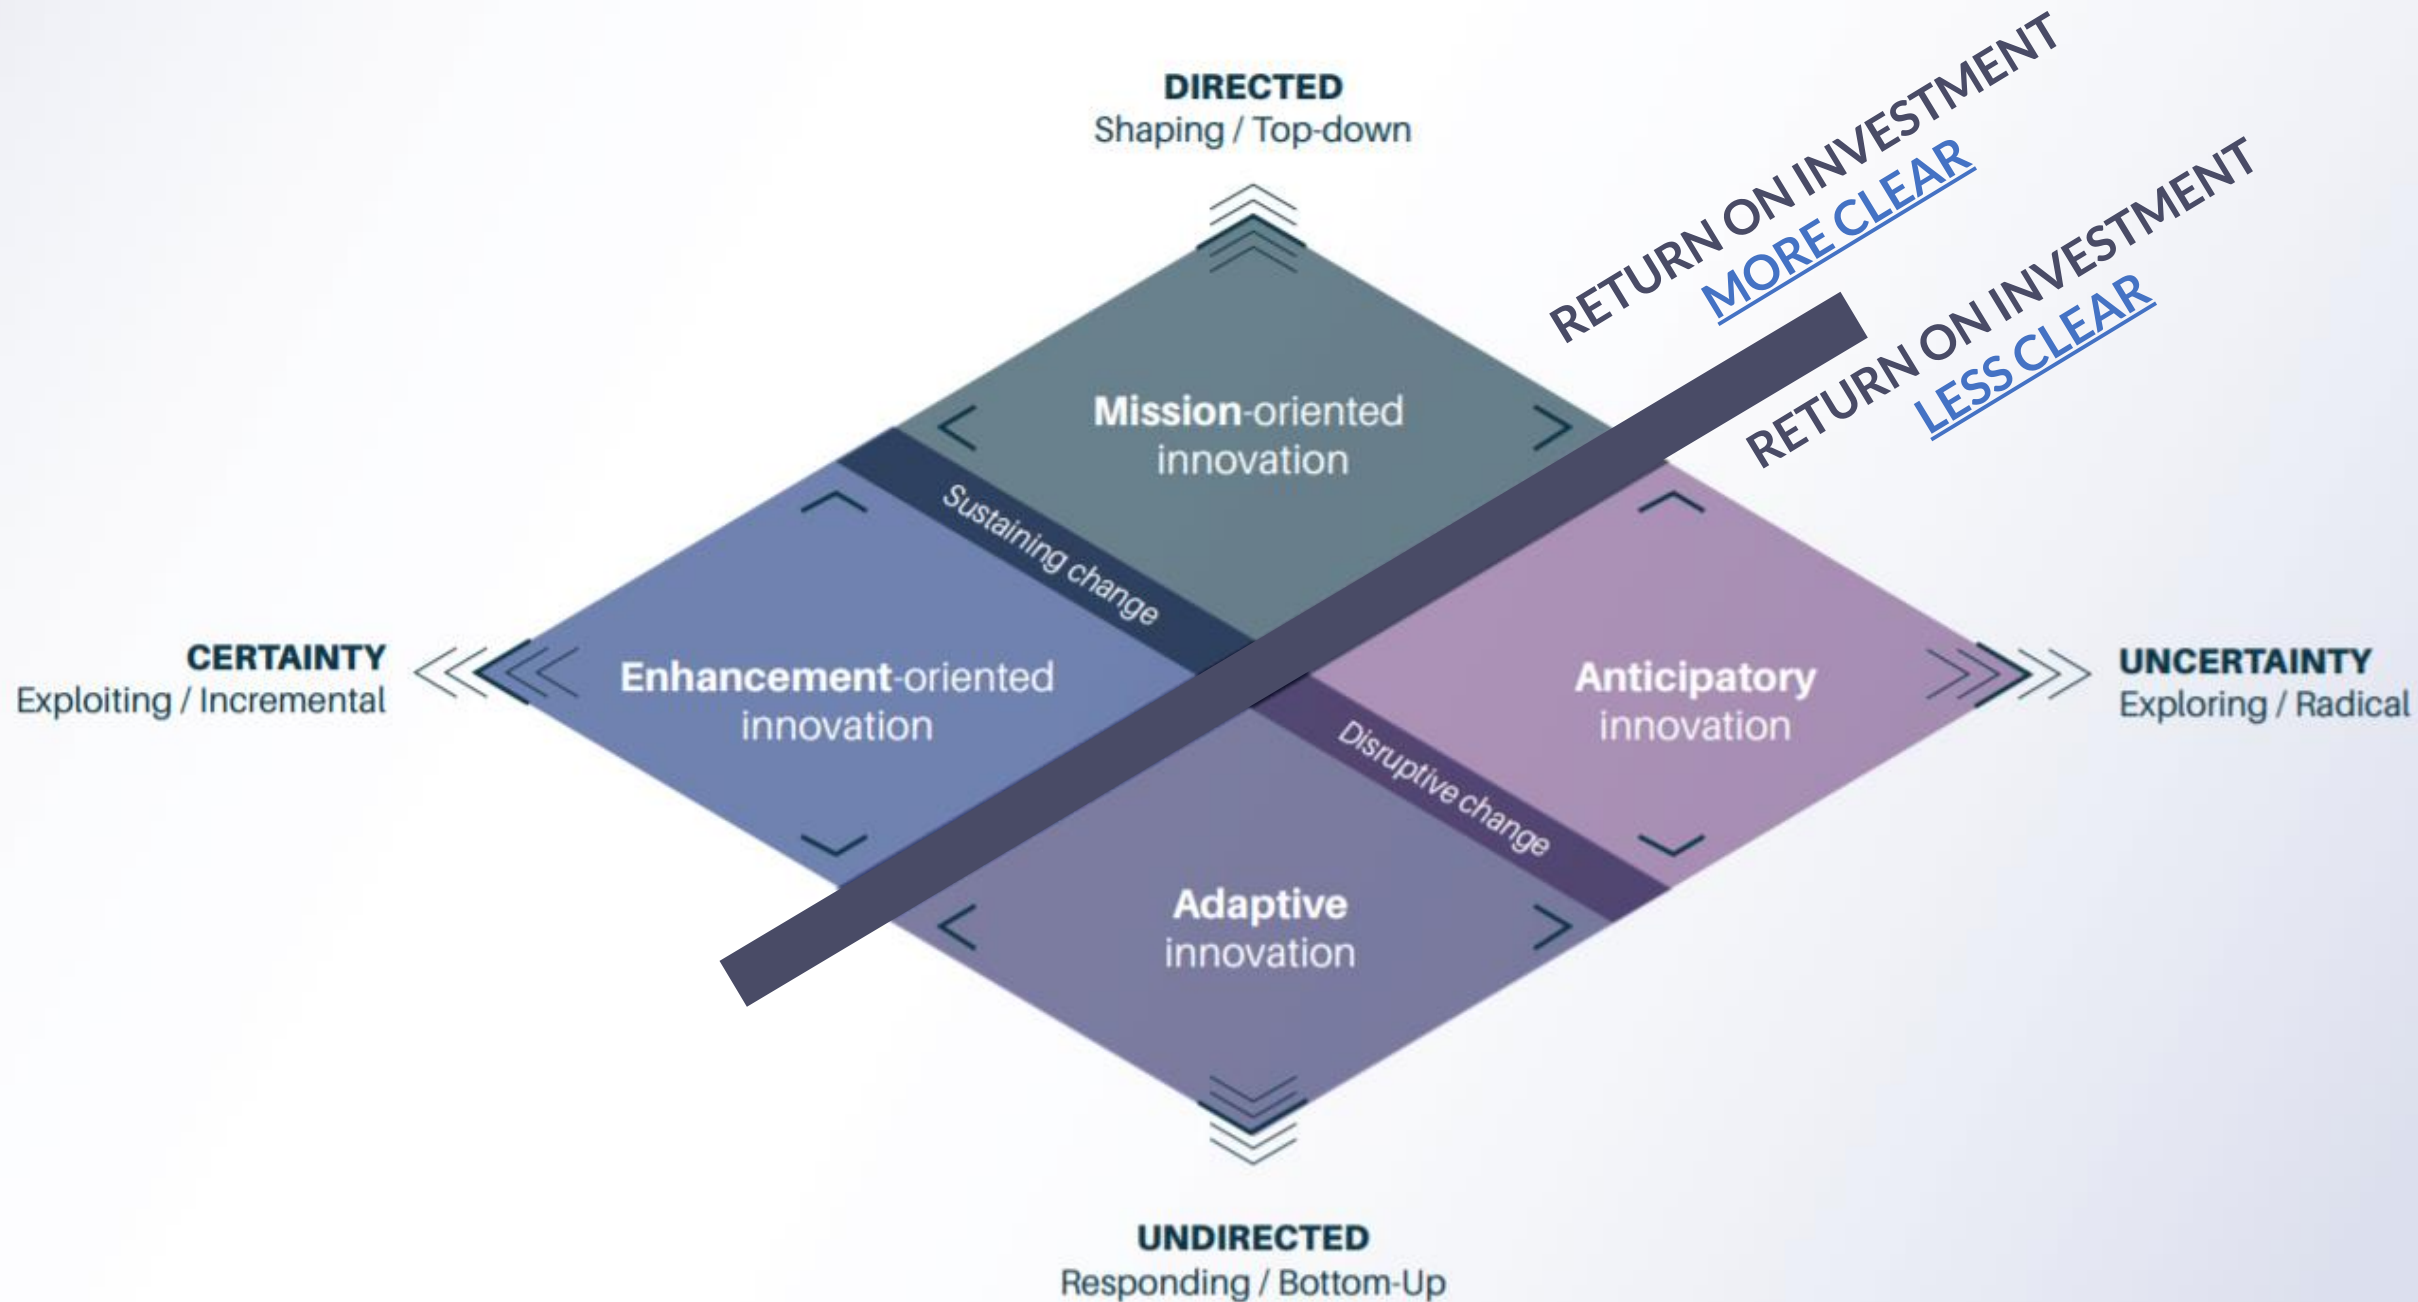 DIRECTED
Shaping / Top-down
RETURN ON INVESTMENT
MORE CLEAR
RETURN ON INVESTMENT
LESS CLEAR
Mission-oriented
innovation
Sustaining change
CERTAINTY
Exploiting / Incremental
Enhancement-oriented
innovation
Anticipatory
innovation
UNCERTAINTY
Exploring / Radical
Disruptive change
Adaptive
innovation
UNDIRECTED
Responding / Bottom-Up